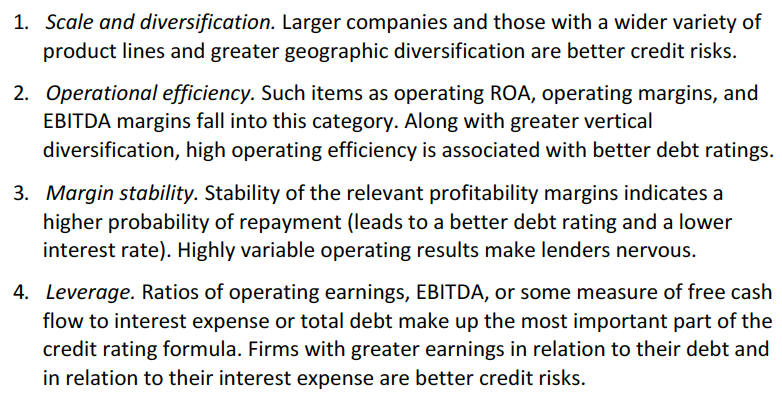 1. Scale and diversification. Larger companies and those with a wider variety of
product lines and greater geographic diversification are better credit risks.
2. Operational efficiency. Such items as operating ROA, operating margins, and
EBITDA margins fall into this category. Along with greater vertical
diversification, high operating efficiency is associated with better debt ratings.
3. Margin stability. Stability of the relevant profitability margins indicates a
higher probability of repayment (leads to a better debt rating and a lower
interest rate). Highly variable operating results make lenders nervous.
4. Leverage. Ratios of operating earnings, EBITDA, or some measure of free cash
flow to interest expense or total debt make up the most important part of the
credit rating formula. Firms with greater earnings in relation to their debt and
in relation to their interest expense are better credit risks.